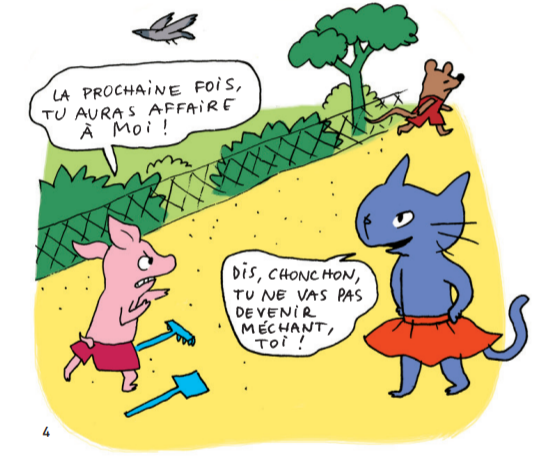 LA PROCHAINE FOIS,
TU AURAS AFFAIRE
À MOI !
DIS, CHONCHON,
TU NE VAS PAS
DEVENIR
MÉCHANT,
TOI !
4